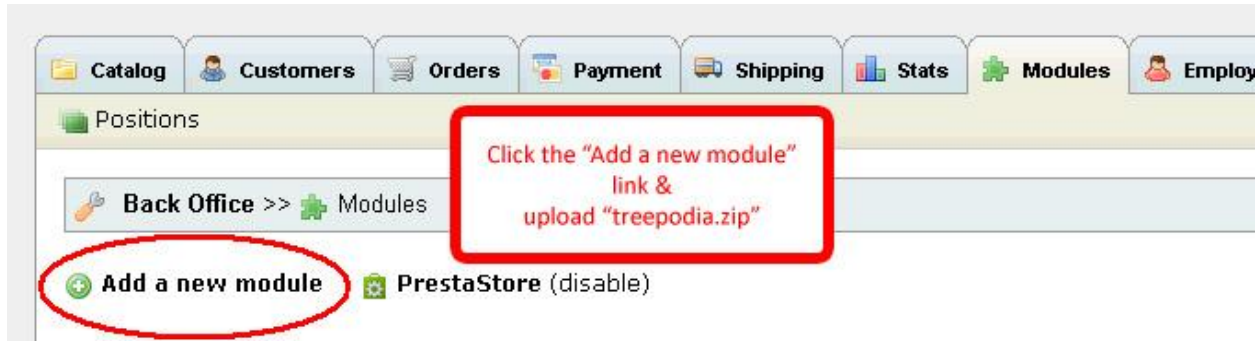 Catalog Customers Orders Payment Shipping Stats Modules Employ
Positions
Click the “Add a new module”
link &
upload “treepodia.zip”
Back Office >> Modules
Add a new module PrestaStore (disable)